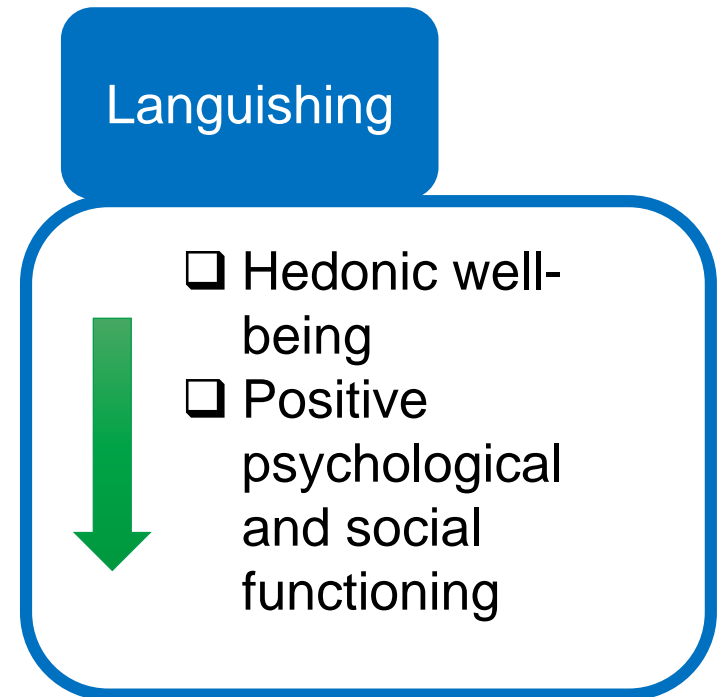 Languishing
❑ Hedonic well-
being
❑ Positive
psychological
and social
functioning